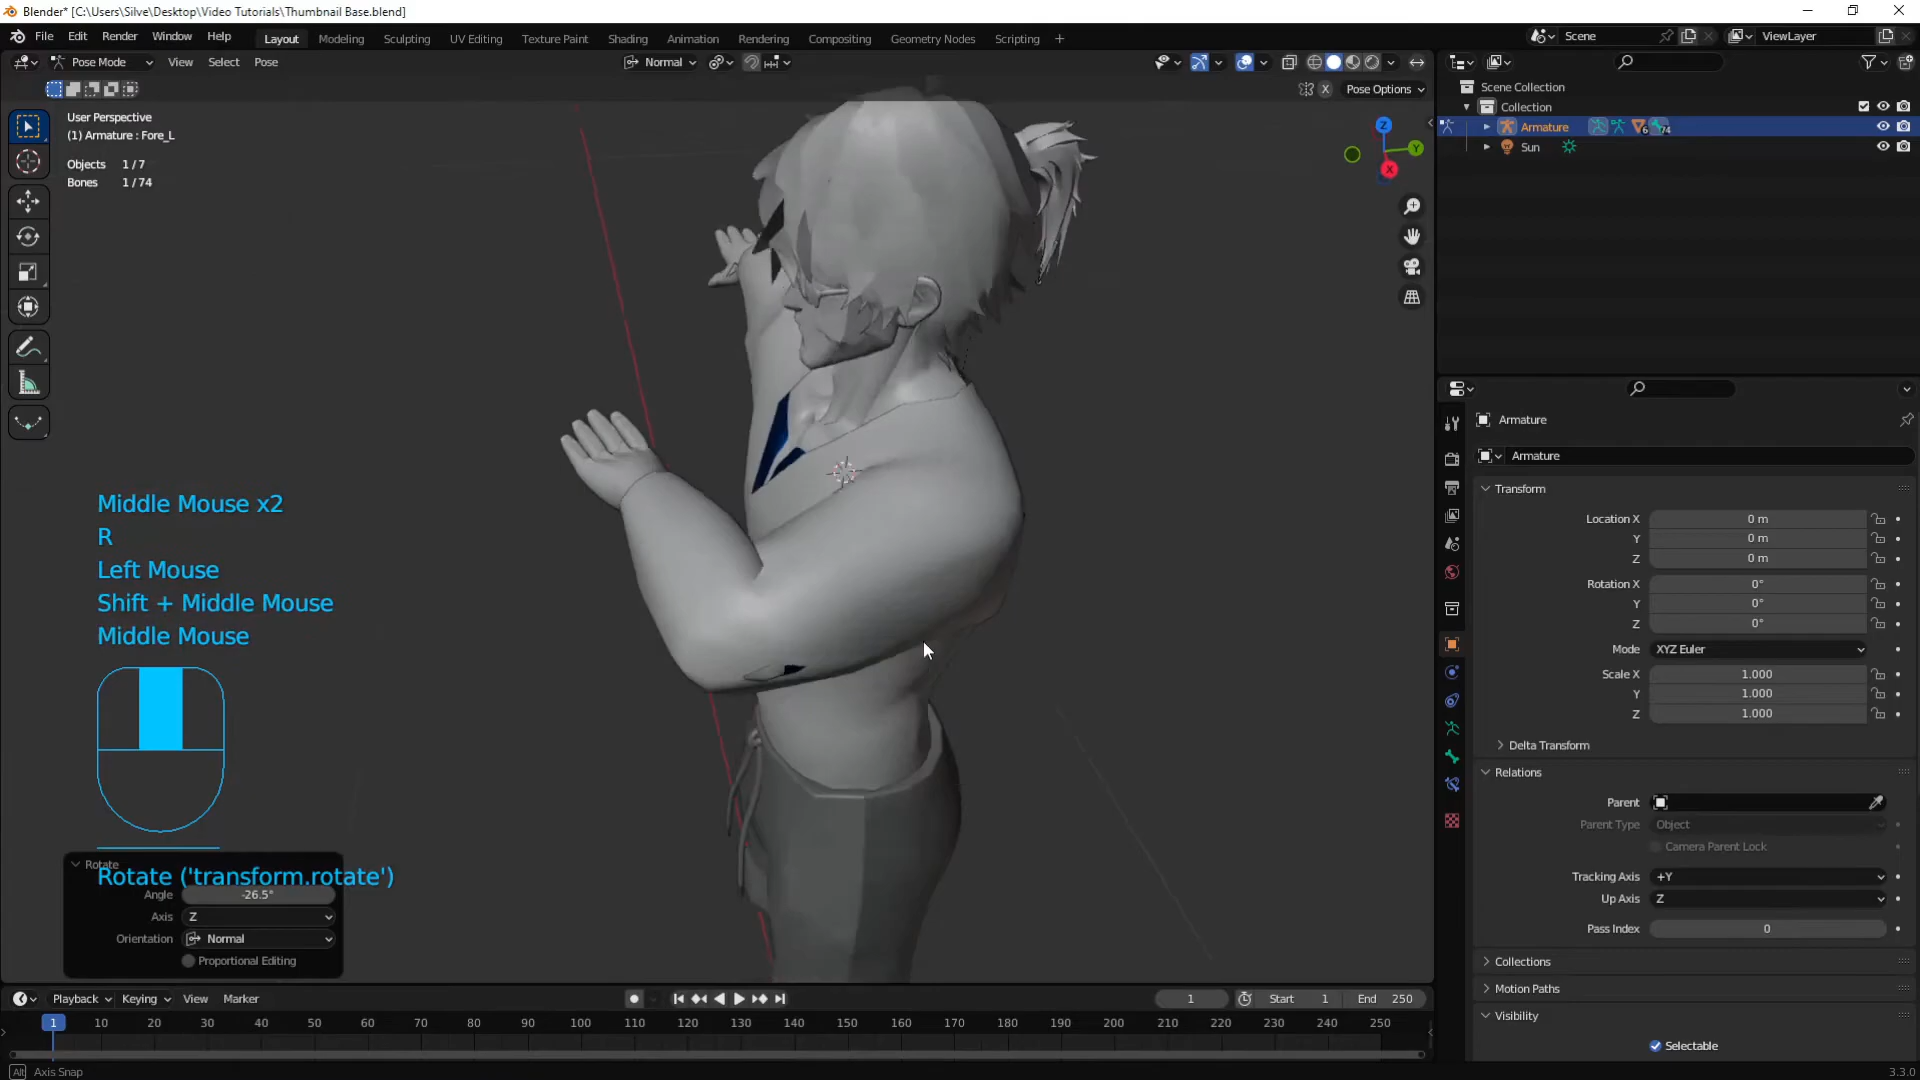 Blender* [C:\Users\Silve\Desktop\Video Tutorials\Thumbnail Base.blend]
File Edit Render Window Help Layout Modeling Sculpting UV Editing Texture Paint Shading Animation Rendering Compositing Geometry Nodes Scripting + Scene ViewLayer
Pose Mode View Select Pose Normal
X Pose Options
User Perspective
(1) Armature : Fore_L
Objects 1/7
Bones 1/74
Z
Y
X
Scene Collection
Collection
Armature 6 74
Sun
Middle Mouse x2
R
Left Mouse
Shift + Middle Mouse
Middle Mouse
Rotate
Rotate ('transform.rotate')
Angle -26.5°
Axis Z
Orientation Normal
Proportional Editing
Armature
Armature
Transform
Location X 0 m
Y 0 m
Z 0 m
Rotation X 0°
Y 0°
Z 0°
Mode XYZ Euler
Scale X 1.000
Y 1.000
Z 1.000
Delta Transform
Relations
Parent
Parent Type Object
Camera Parent Lock
Tracking Axis +Y
Up Axis Z
Pass Index 0
Collections
Motion Paths
Visibility
Selectable
Playback Keying View Marker 1 Start 1 End 250
1 10 20 30 40 50 60 70 80 90 100 110 120 130 140 150 160 170 180 190 200 210 220 230 240 250
Alt Axis Snap 3.3.0